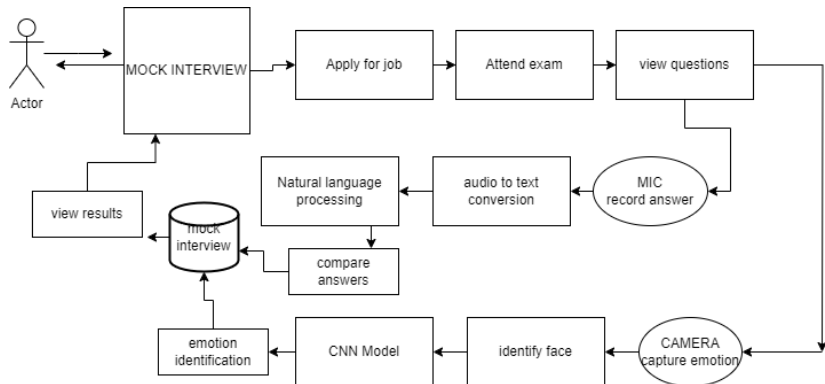 Actor
MOCK INTERVIEW
Apply for job
Attend exam
view questions
Natural language
processing
audio to text
conversion
MIC
record answer
view results
mock
interview
compare
answers
emotion
identification
CNN Model
identify face
CAMERA
capture emotion